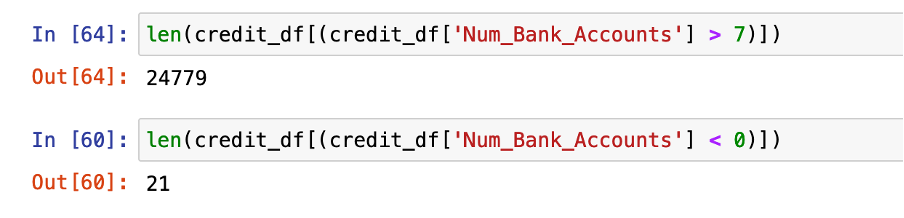 In [64]: len(credit_df[(credit_df['Num_Bank_Accounts'] > 7)])
Out[64]: 24779
In [60]: len(credit_df[(credit_df['Num_Bank_Accounts'] < 0)])
Out[60]: 21